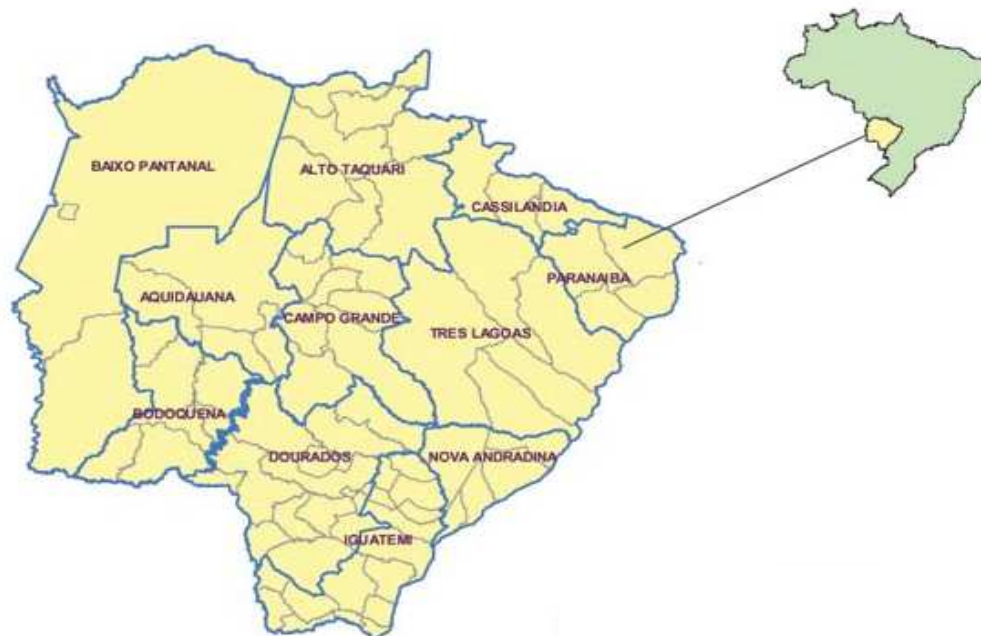 BAIXO PANTANAL
ALTO TAQUARI
CASSILANDIA
PARANAIBA
AQUIDAUANA
CAMPO GRANDE
TRES LAGOAS
BODOQUENA
DOURADOS
NOVA ANDRADINA
IGUATEMI